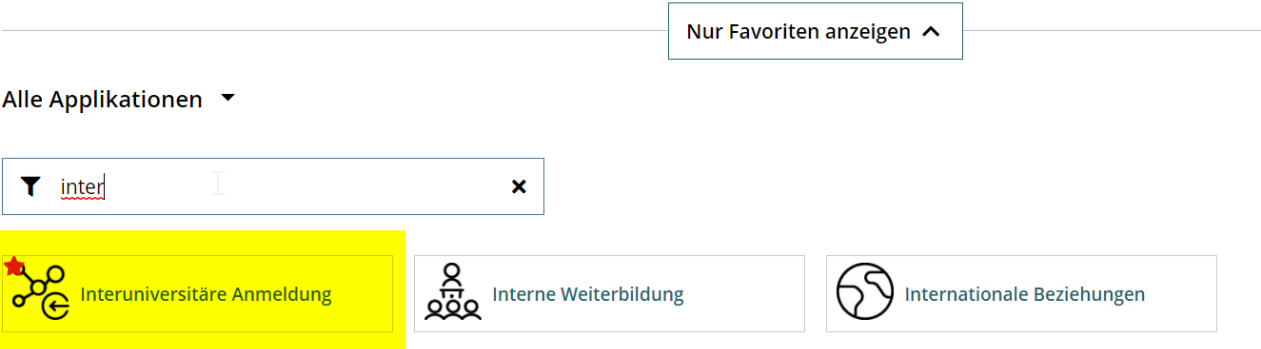 Nur Favoriten anzeigen
Alle Applikationen
inter
Interuniversitäre Anmeldung
Interne Weiterbildung
Internationale Beziehungen